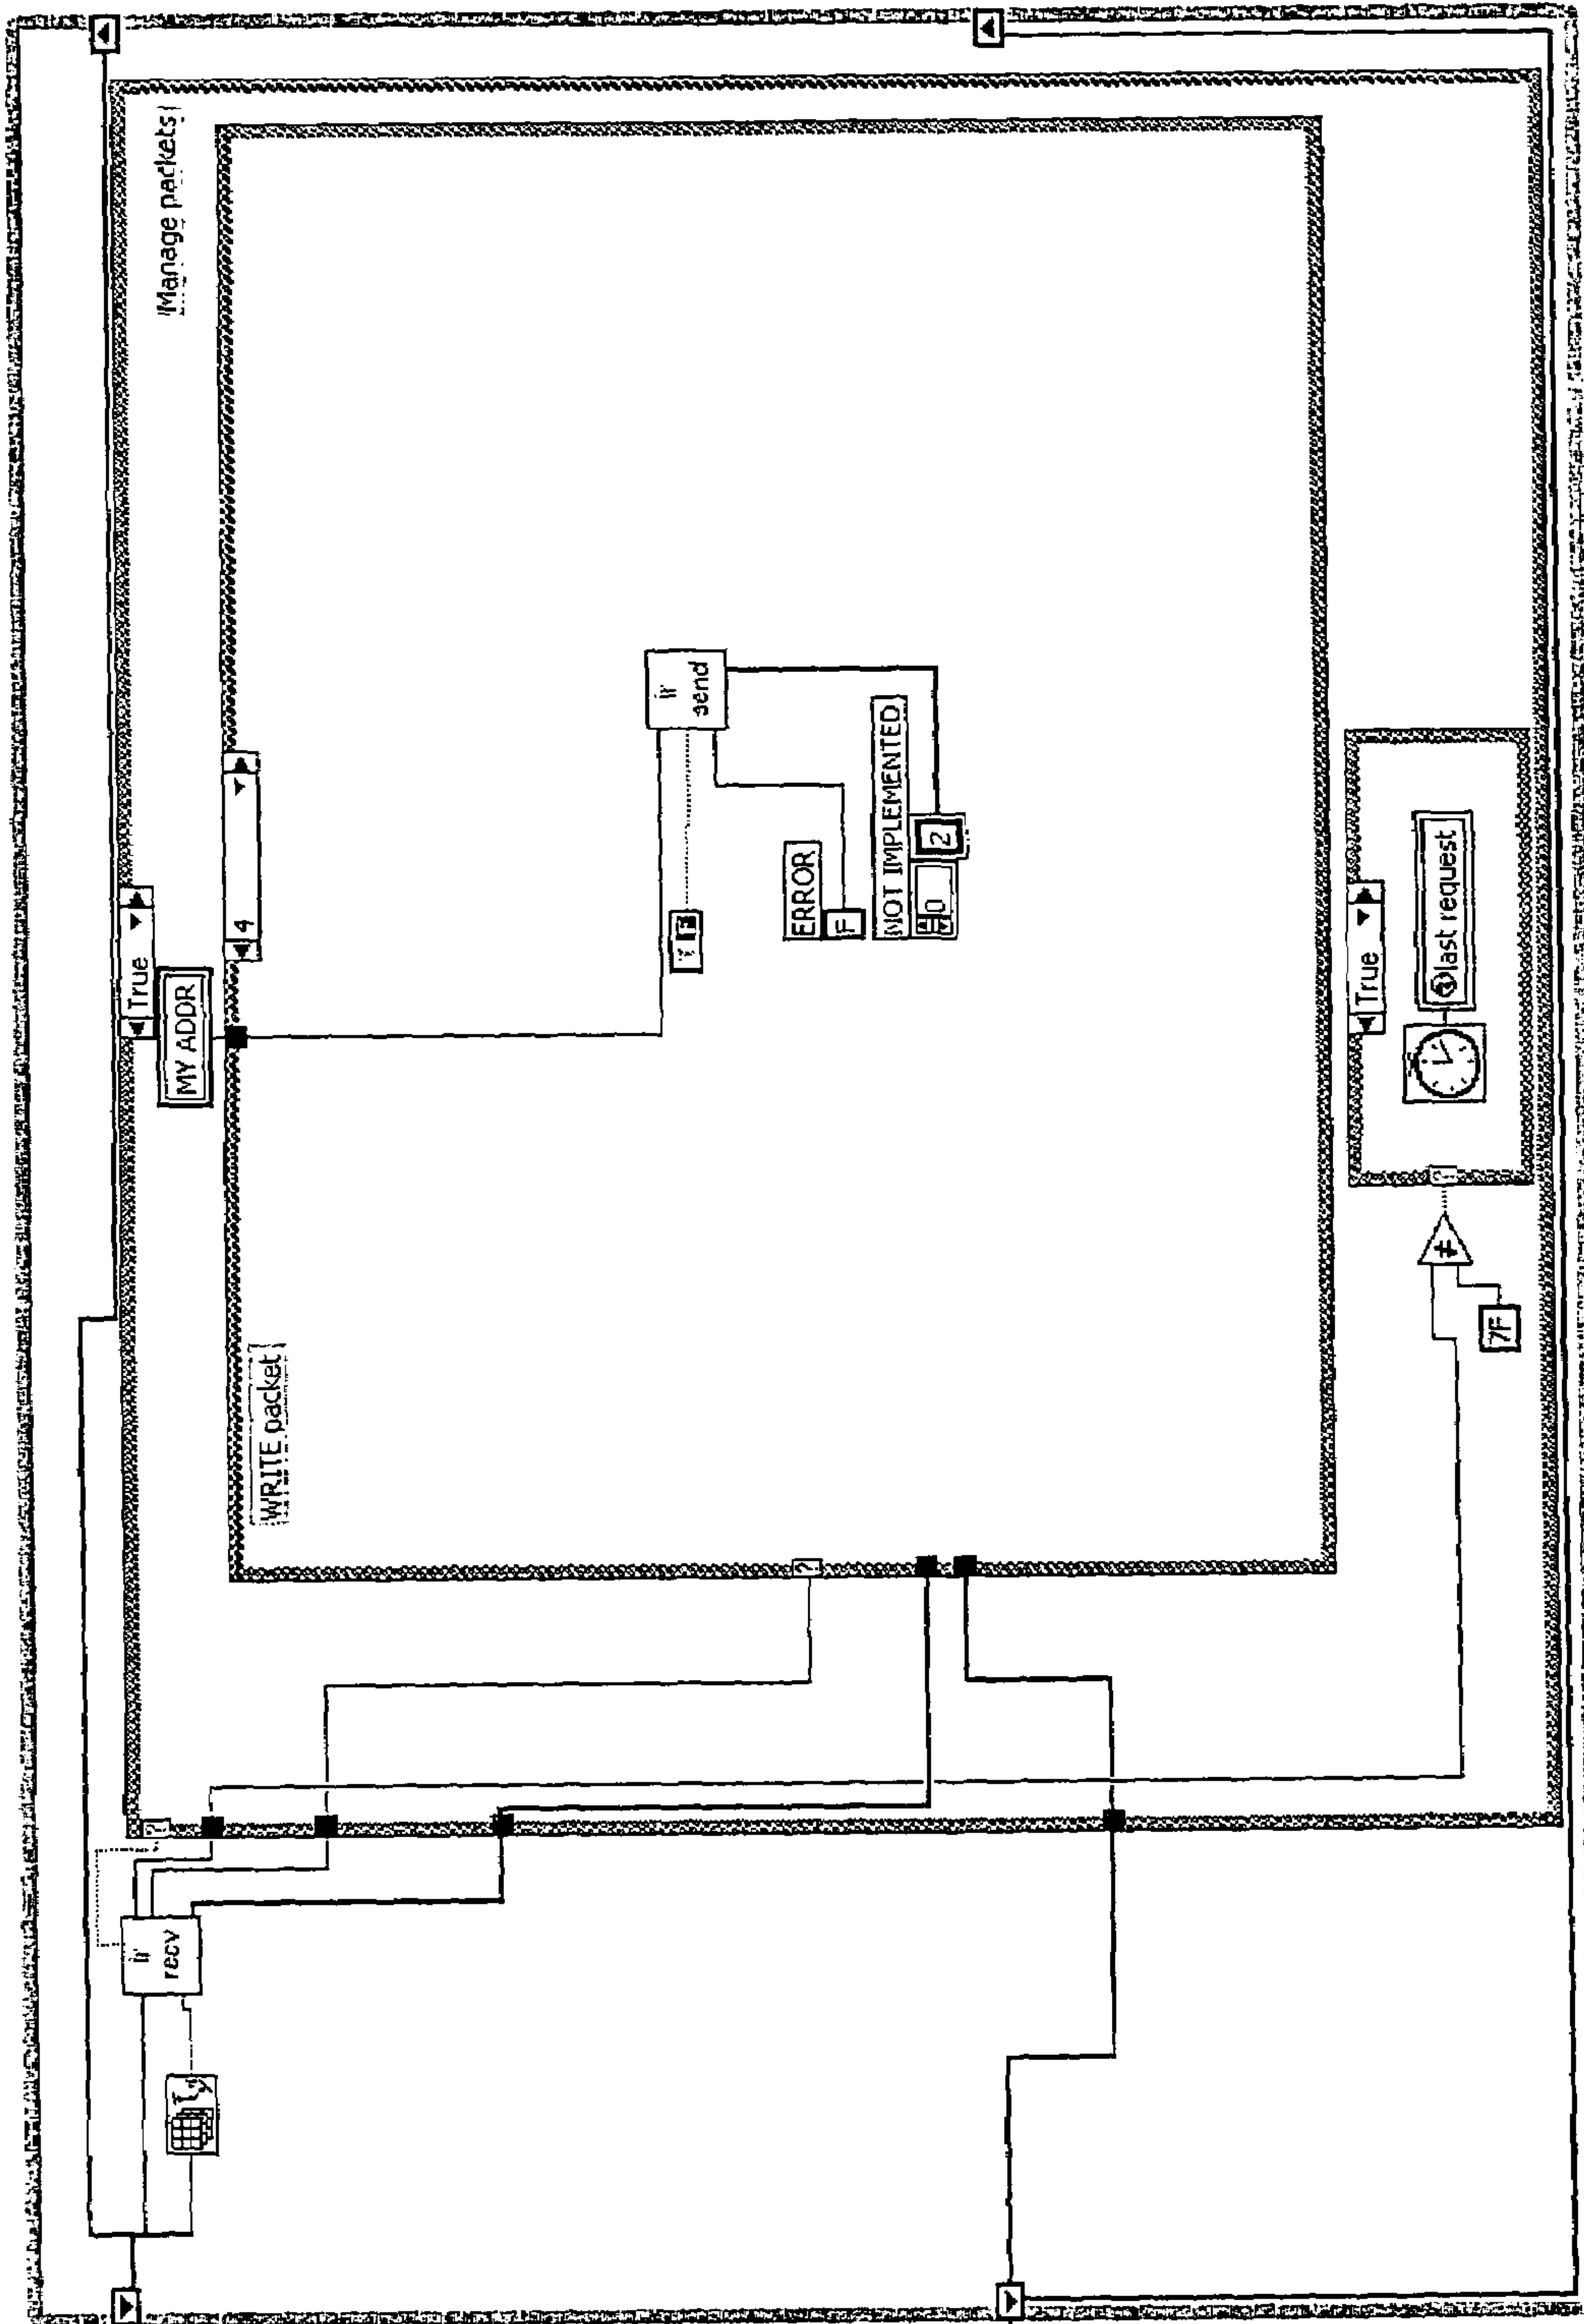 Manage packets
True
MY ADDR
4
WRITE packet
ir
send
ERROR
F
NOT IMPLEMENTED
0
2
ir
recv
?
?
True
last request
≠
7F